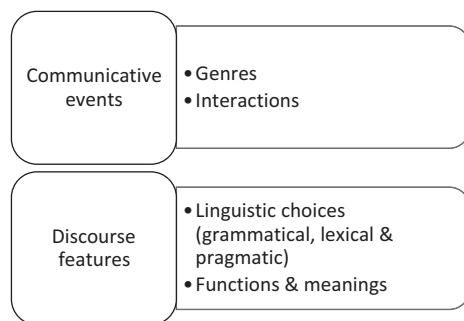 Communicative
events
• Genres
• Interactions
Discourse
features
• Linguistic choices
(grammatical, lexical &
pragmatic)
• Functions & meanings